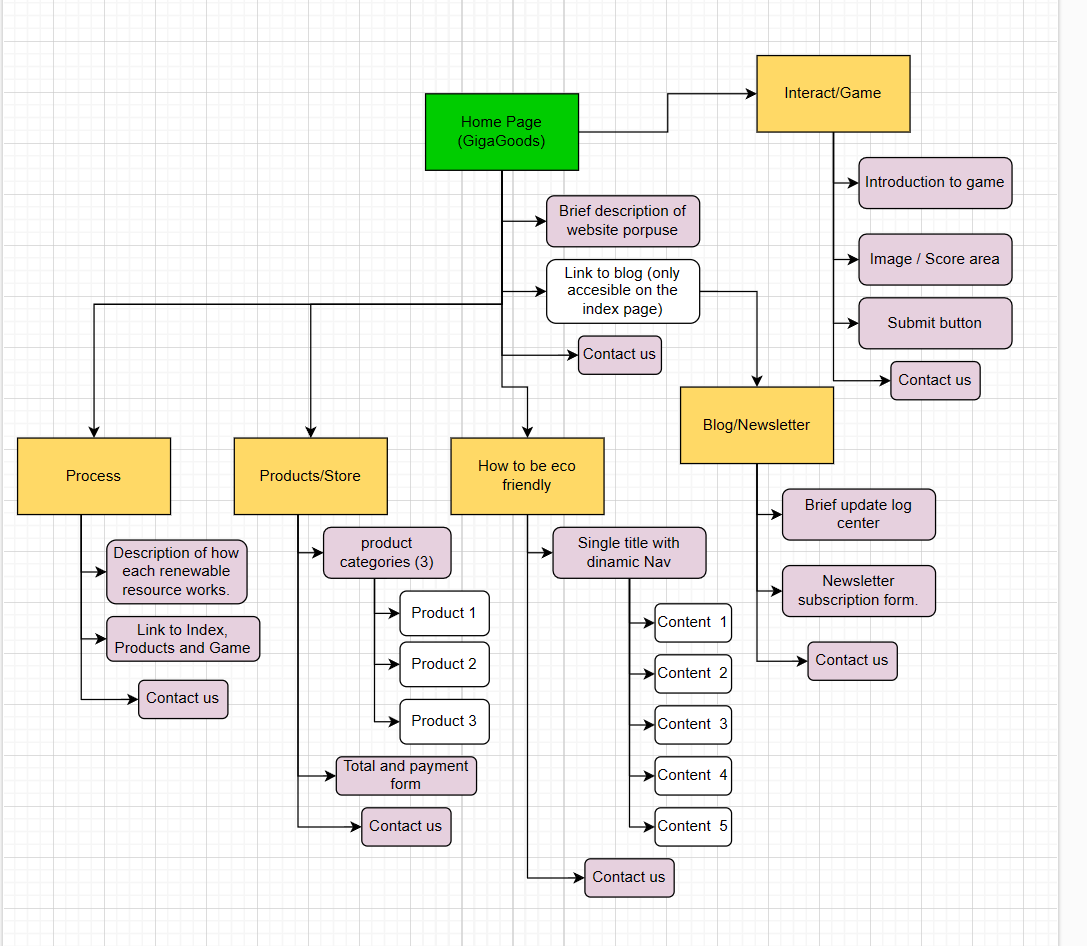 Home Page
(GigaGoods)
Interact/Game
Introduction to game
Image / Score area
Submit button
Contact us
Brief description of
website porpuse
Link to blog (only
accesible on the
index page)
Contact us
Blog/Newsletter
Brief update log
center
Newsletter
subscription form.
Contact us
Process
Description of how
each renewable
resource works.
Link to Index,
Products and Game
Contact us
Products/Store
product
categories (3)
Product 1
Product 2
Product 3
Total and payment
form
Contact us
How to be eco
friendly
Single title with
dinamic Nav
Content 1
Content 2
Content 3
Content 4
Content 5
Contact us